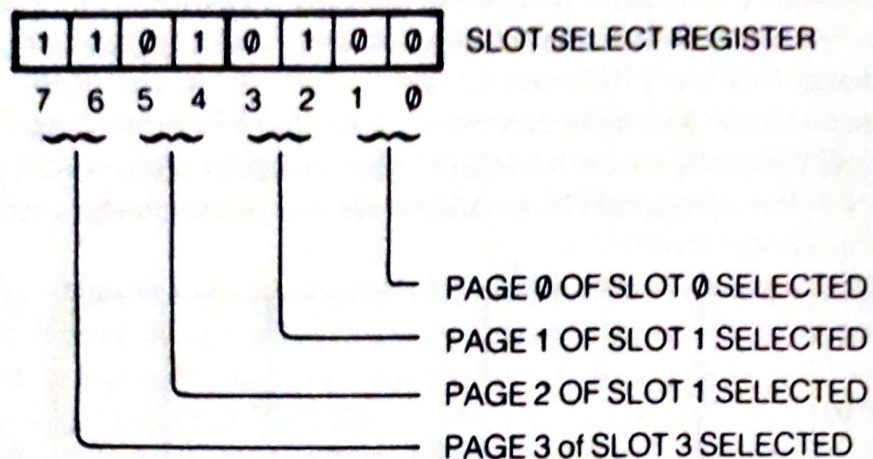 1 1 Ø 1 Ø Ø Ø SLOT SELECT REGISTER
7 6 5 4 3 2 1 Ø
PAGE Ø OF SLOT Ø SELECTED
PAGE 1 OF SLOT 1 SELECTED
PAGE 2 OF SLOT 1 SELECTED
PAGE 3 of SLOT 3 SELECTED